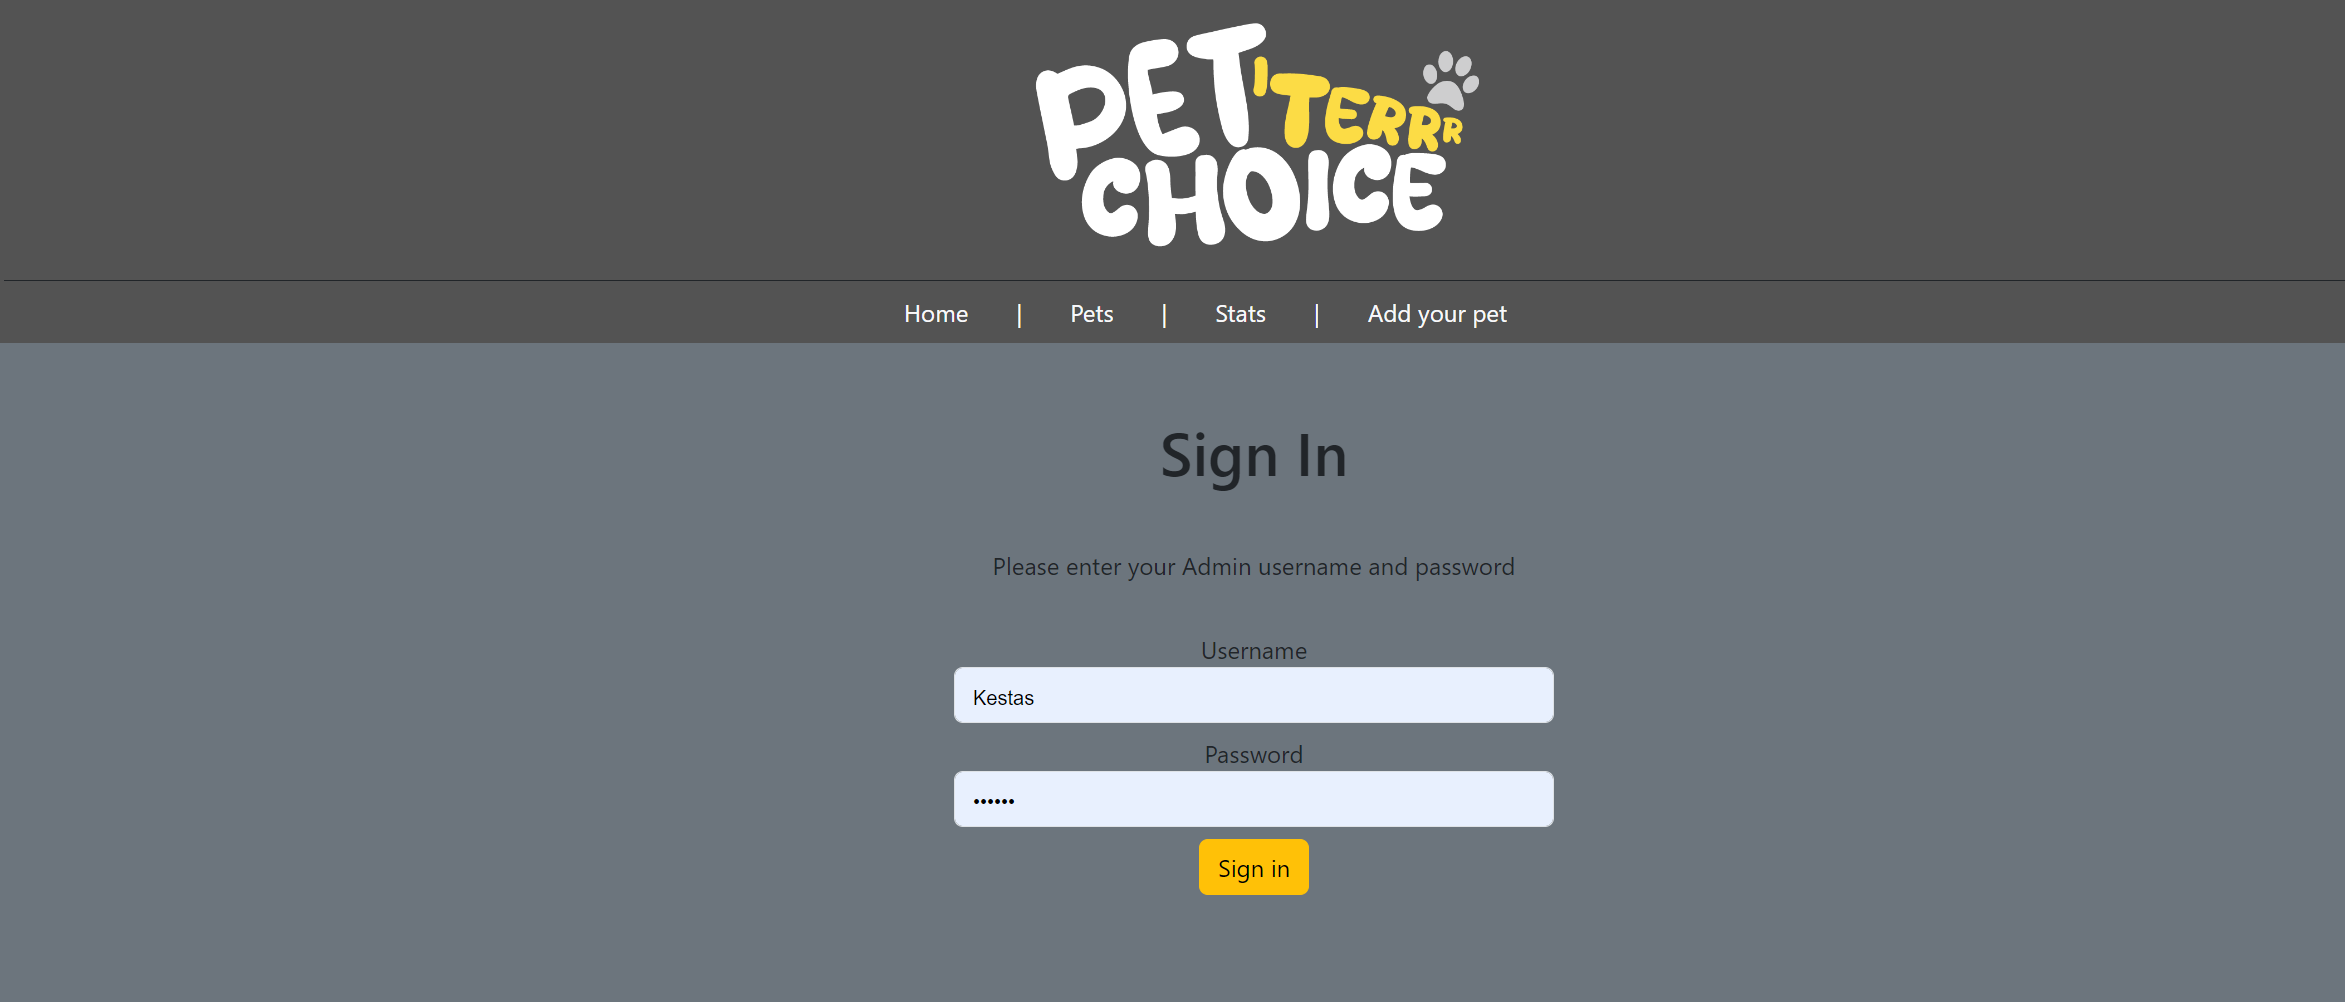 PET I'TERRR
CHOICE
Home | Pets | Stats | Add your pet
Sign In
Please enter your Admin username and password
Username
Kestas
Password
••••••
Sign in